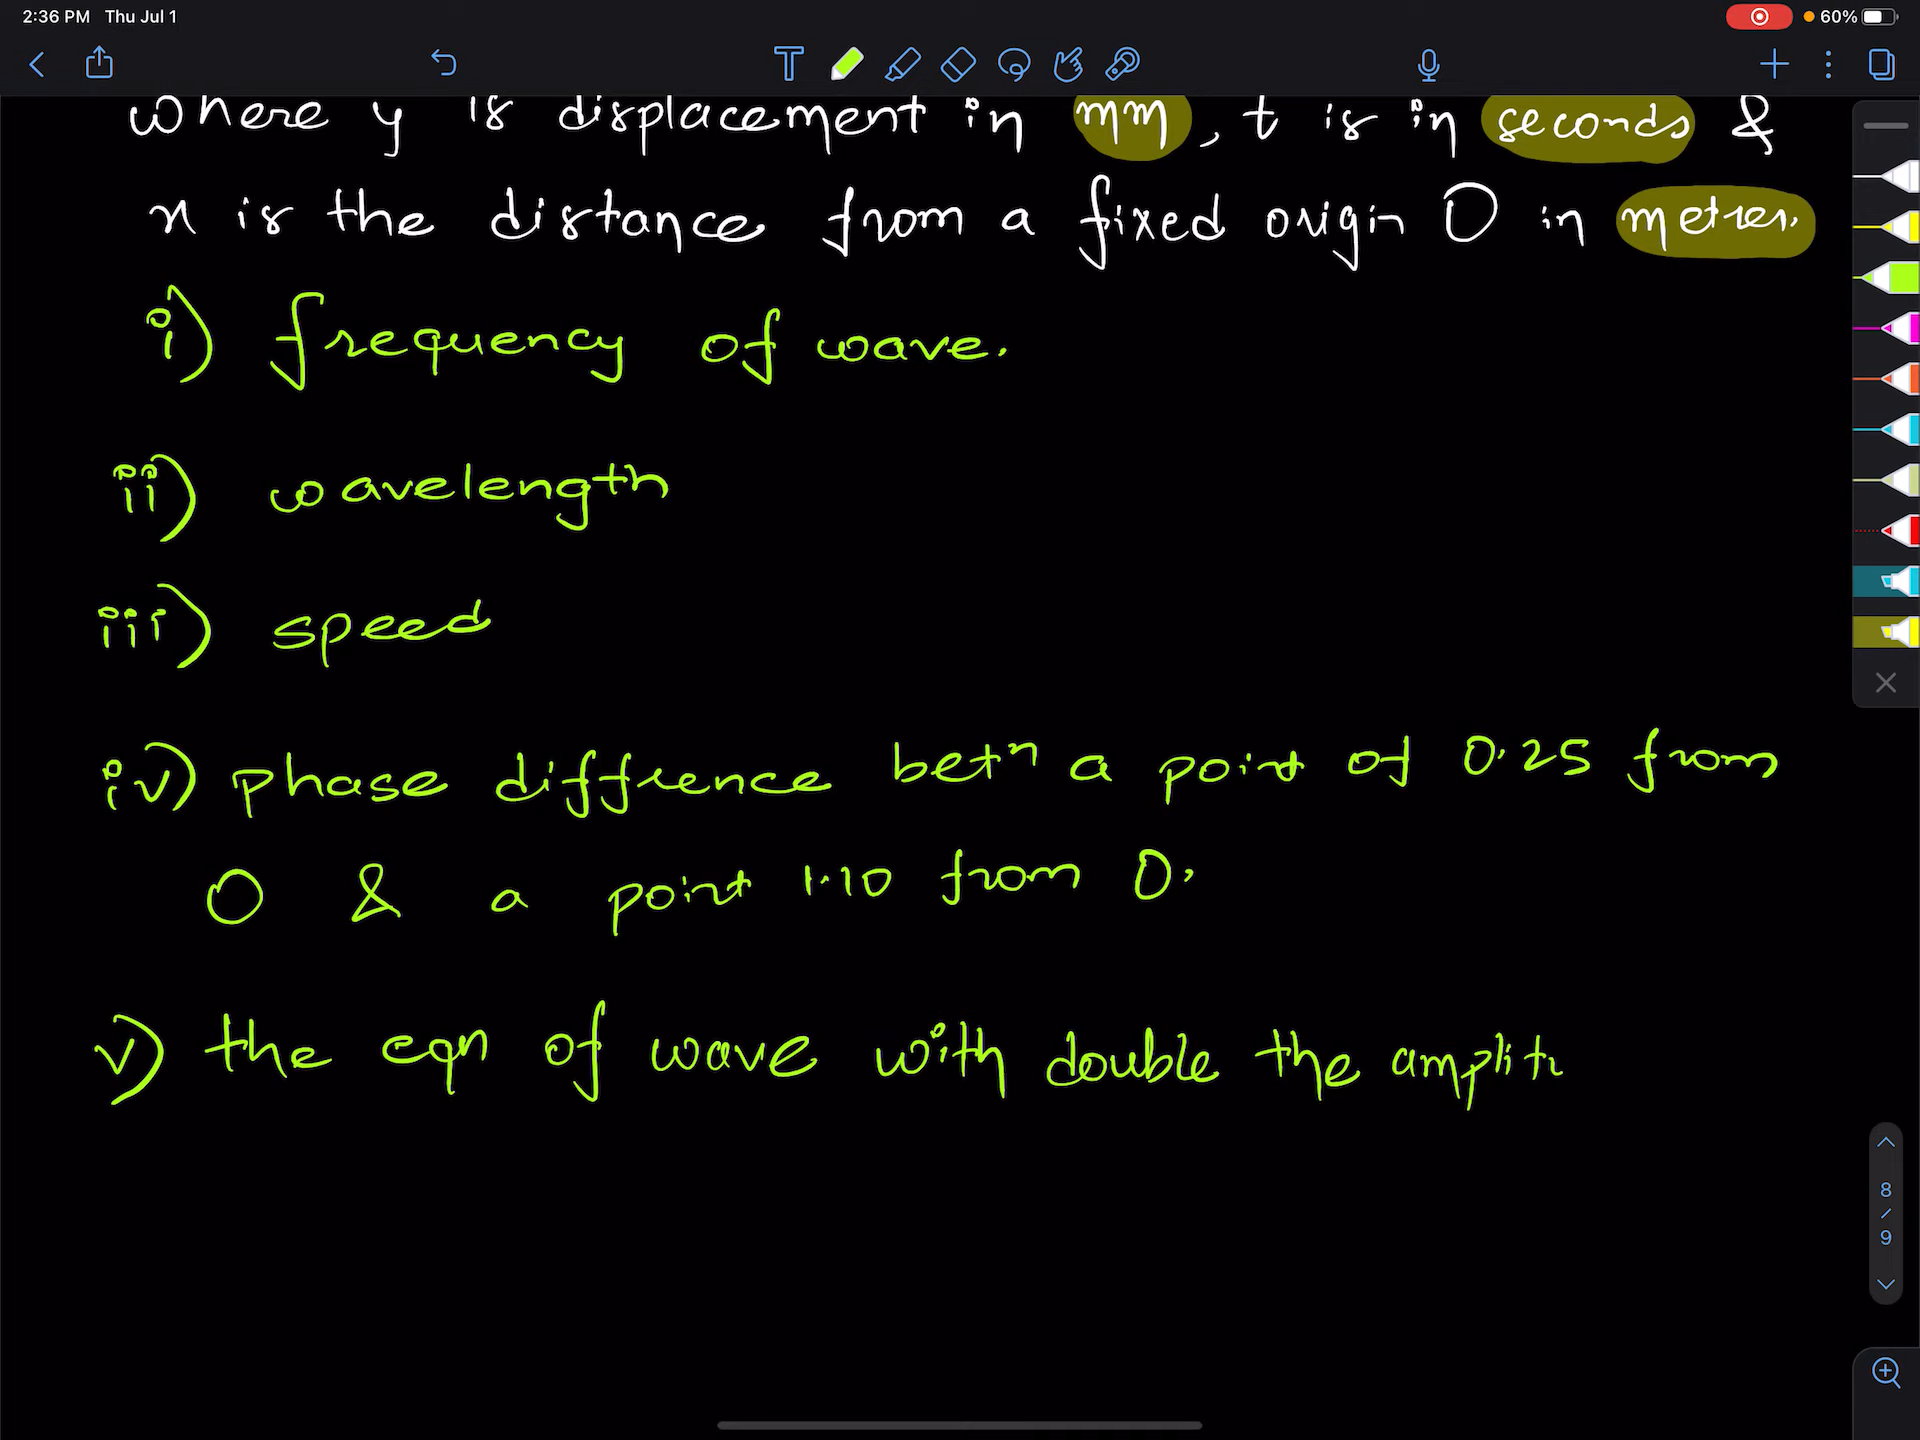 2:36 PM Thu Jul 1
60%
where y is displacement in mm, t is in seconds &
x is the distance from a fixed origin O in metres.
i) frequency of wave.
ii) wavelength
iii) speed
iv) phase diffrence betn a point of 0.25 from
O & a point 1.10 from O.
v) the eqn of wave with double the amplitu
8
/
9